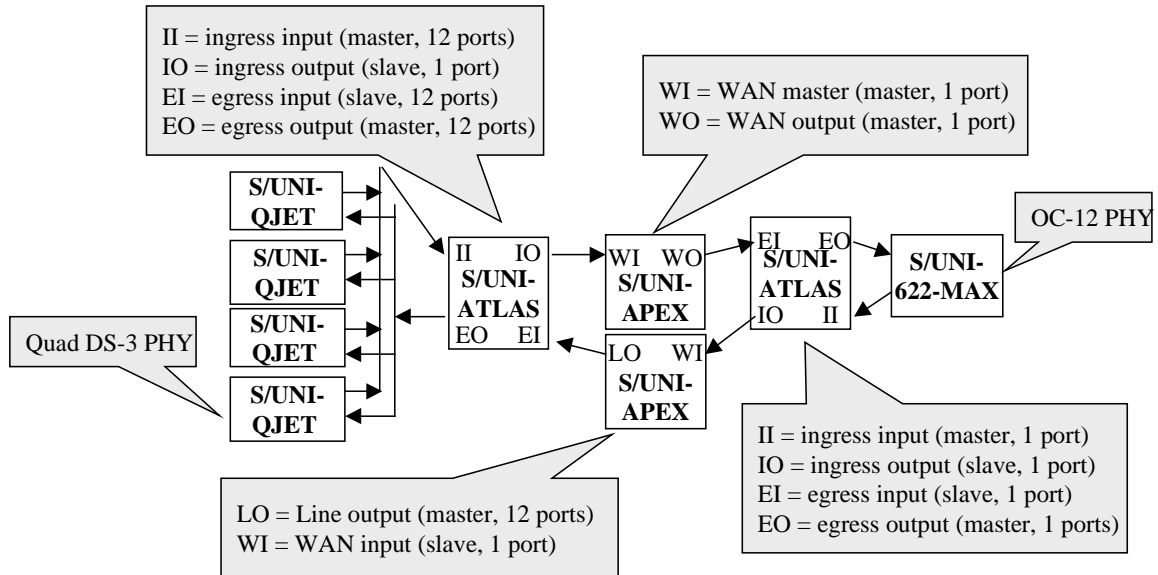 II = ingress input (master, 12 ports)
IO = ingress output (slave, 1 port)
EI = egress input (slave, 12 ports)
EO = egress output (master, 12 ports)
WI = WAN master (master, 1 port)
WO = WAN output (master, 1 port)
S/UNI-
QJET
S/UNI-
QJET
S/UNI-
QJET
S/UNI-
QJET
Quad DS-3 PHY
II IO
S/UNI-
ATLAS
EO EI
WI WO
S/UNI-
APEX
LO WI
S/UNI-
APEX
EI EO
S/UNI-
ATLAS
IO II
S/UNI-
622-MAX
OC-12 PHY
LO = Line output (master, 12 ports)
WI = WAN input (slave, 1 port)
II = ingress input (master, 1 port)
IO = ingress output (slave, 1 port)
EI = egress input (slave, 1 port)
EO = egress output (master, 1 ports)